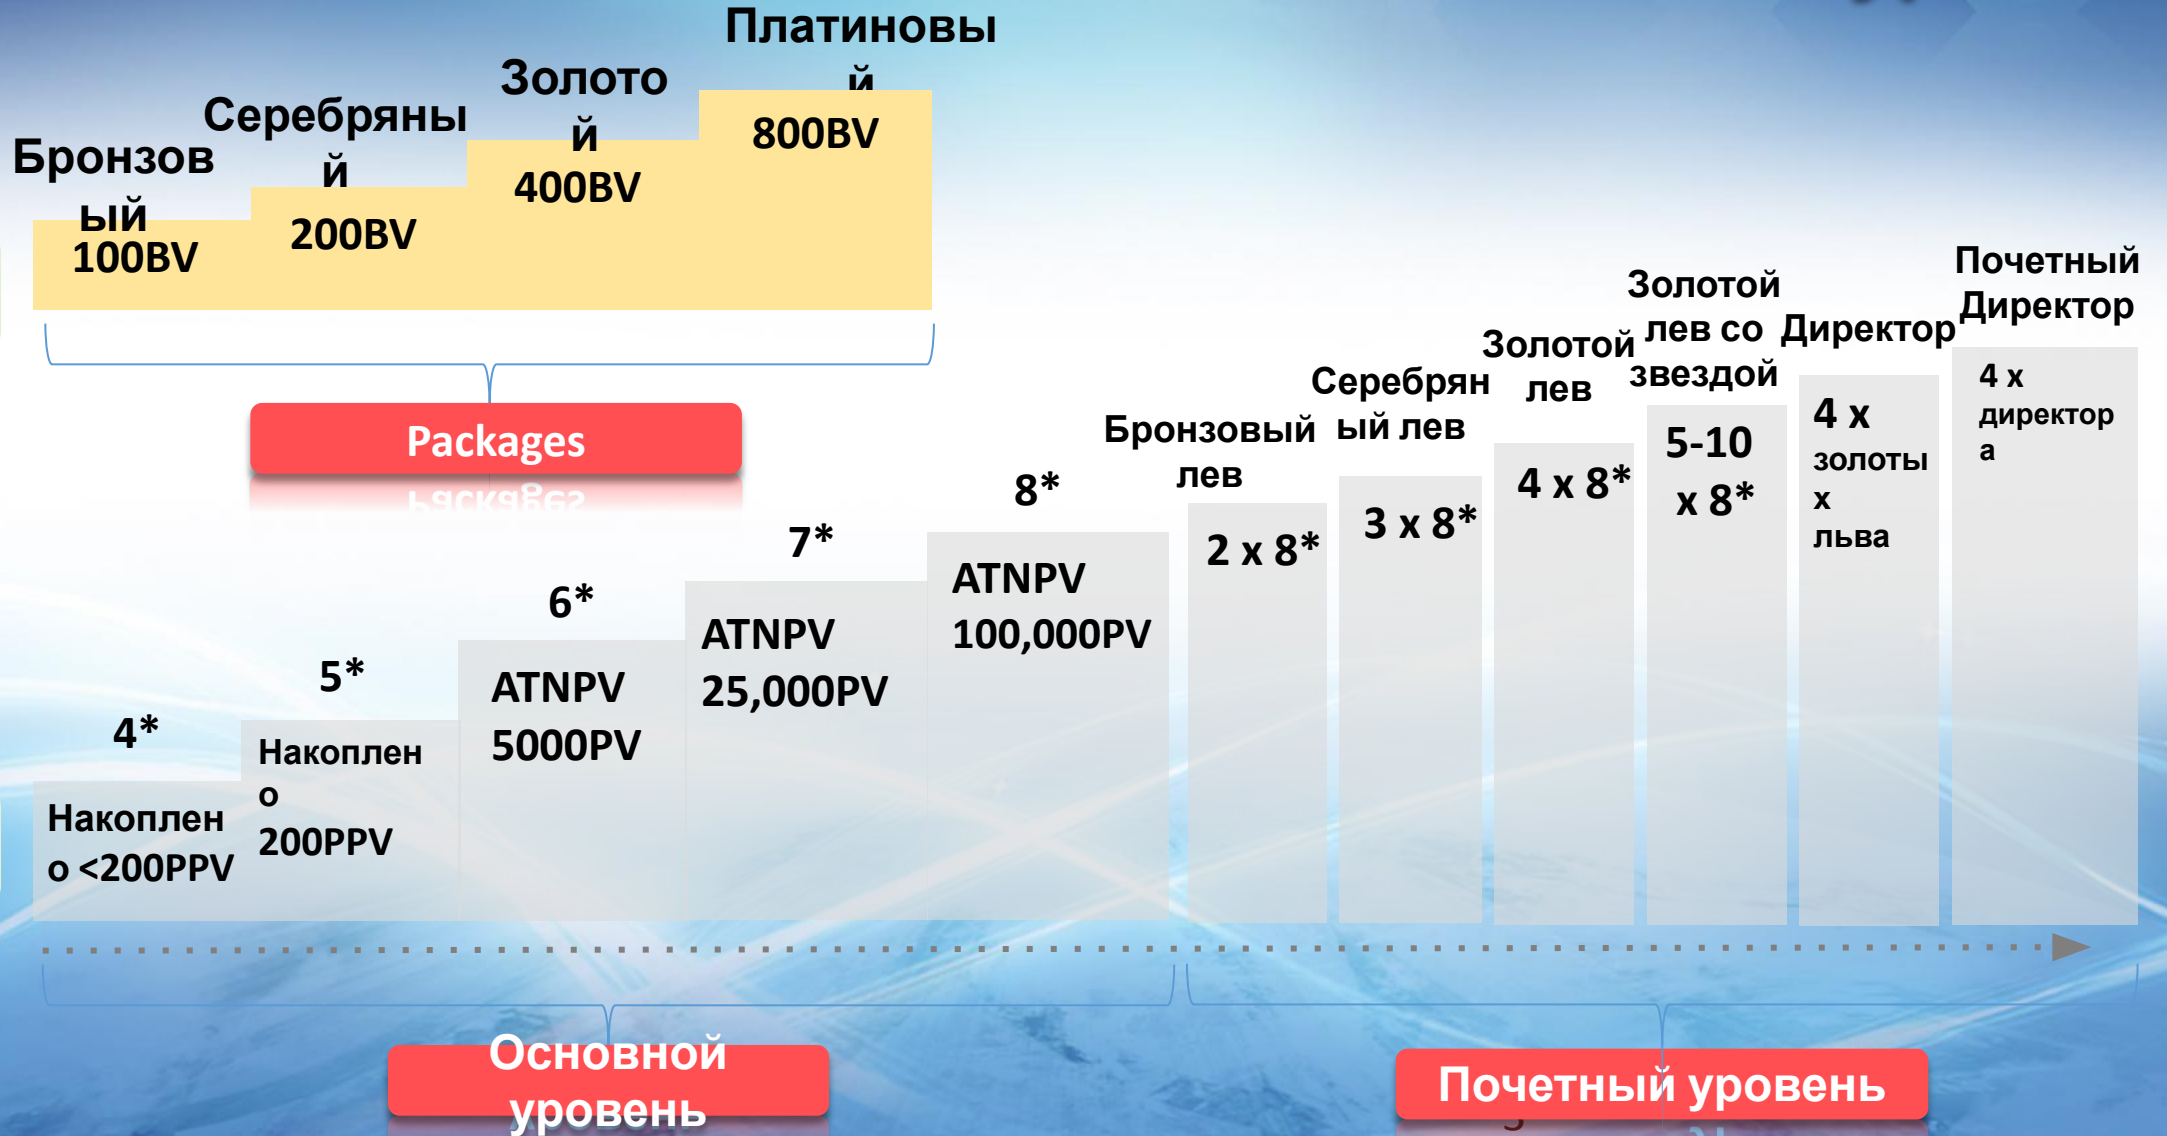 Бронзов
ый
100BV
Серебряны
й
200BV
Золото
й
400BV
Платиновы
й
800BV
Packages
4*
Накоплен
о <200PPV
5*
Накоплен
о
200PPV
6*
ATNPV
5000PV
7*
ATNPV
25,000PV
8*
ATNPV
100,000PV
Бронзовый
лев
2 x 8*
Серебрян
ый лев
3 x 8*
Золотой
лев
4 x 8*
Золотой
лев со
звездой
5-10
x 8*
Директор
4 x
золоты
х
льва
Почетный
Директор
4 x
директор
а
Основной
уровень
Почетный уровень